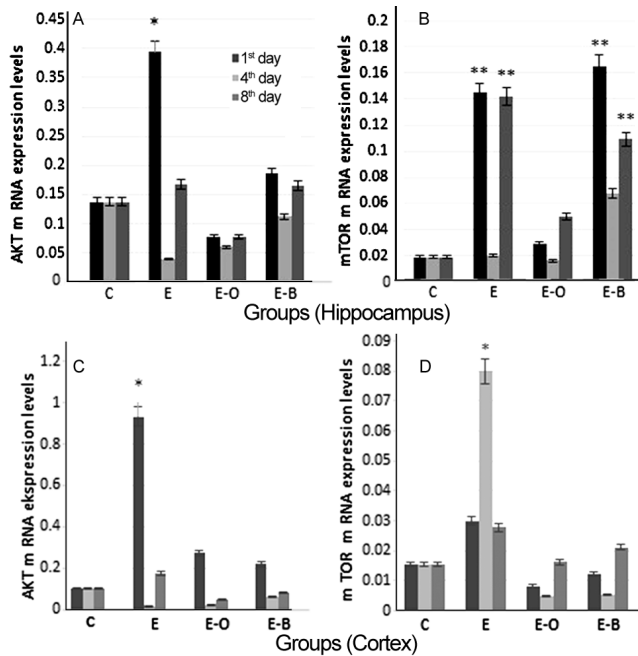 A
AKT m RNA expression levels
0.45
0.4
0.35
0.3
0.25
0.2
0.15
0.1
0.05
0
*
1st day
4th day
8th day
C E E-O E-B
B
mTOR m RNA expression levels
0.2
0.18
0.16
0.14
0.12
0.1
0.08
0.06
0.04
0.02
0
** ** ** **
C E E-O E-B
Groups (Hippocampus)
C
AKT m RNA ekspression levels
1.2
1
0.8
0.6
0.4
0.2
0
*
C E E-O E-B
D
m TOR m RNA expression levels
0.09
0.08
0.07
0.06
0.05
0.04
0.03
0.02
0.01
0
*
C E E-O E-B
Groups (Cortex)